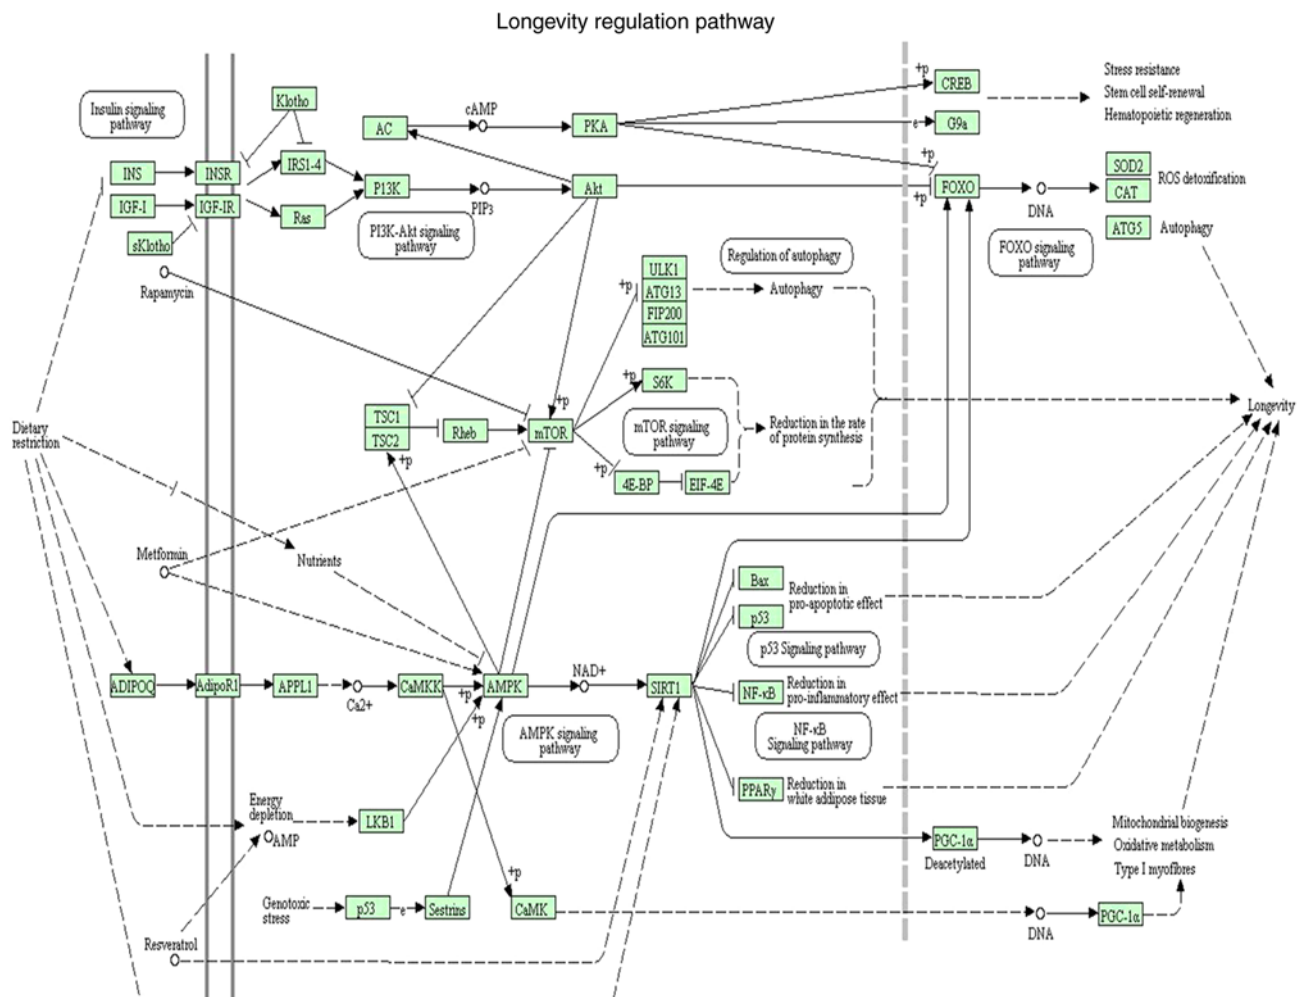 Longevity regulation pathway
Insulin signaling
pathway
Klotho
AC
cAMP
PKA
+p
CREB
e
G9a
+p
Stress resistance
Stem cell self-renewal
Hematopoietic regeneration
INS
INSR
IRS1-4
P13K
PIP3
Akt
+p
FOXO
DNA
SOD2
CAT
ROS detoxification
IGF-I
IGF-IR
Ras
sKlotho
PI3K-Akt signaling
pathway
ATG5
Autophagy
FOXO signaling
pathway
Rapamycin
Regulation of autophagy
+p
ULK1
ATG13
FIP200
ATG101
Autophagy
+p
S6K
+p
TSC1
TSC2
+p
Rheb
mTOR
mTOR signaling
pathway
Reduction in the rate
of protein synthesis
+p
4E-BP
EIF-4E
Longevity
Dietary
restriction
Metformin
Nutrients
Bax
p53
Reduction in
pro-apoptotic effect
p53 Signaling pathway
ADIPOQ
AdipoR1
APPL1
Ca2+
CaMKK
+p
+p
AMPK
NAD+
SIRT1
NF-κB
Reduction in
pro-inflammatory effect
AMPK signaling
pathway
NF-κB
Signaling pathway
PPARγ
Reduction in
white addipose tissue
Energy
depletion
AMP
LKB1
PGC-1α
Deacetylated
DNA
Mitochondrial biogenesis
Oxidative metabolism
Type I myofibres
Genotoxic
stress
p53
e
Sestrins
+p
CaMK
DNA
PGC-1α
Resveratrol